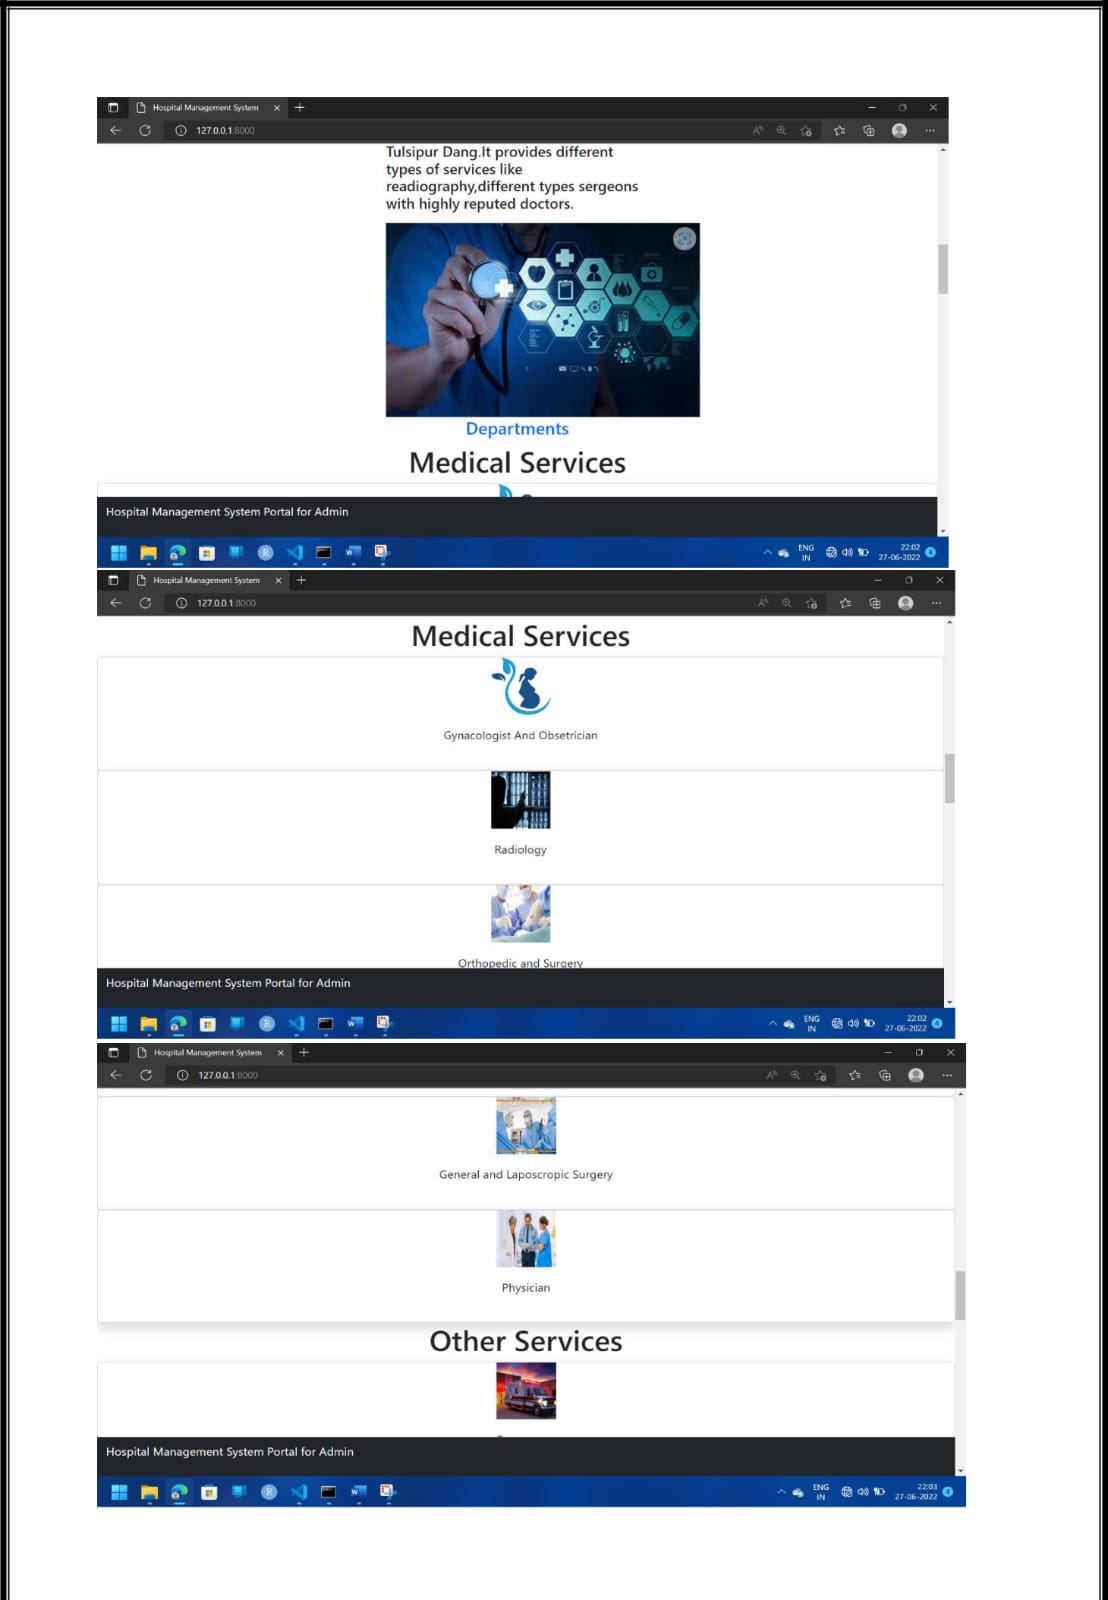 Hospital Management System
127.0.0.1:8000
Tulsipur Dang.It provides different
types of services like
readiography,different types sergeons
with highly reputed doctors.
Departments
Medical Services
Hospital Management System Portal for Admin
ENG
IN
22:02
27-06-2022
4
Hospital Management System
127.0.0.1:8000
Medical Services
Gynacologist And Obsetrician
Radiology
Orthopedic and Surgery
Hospital Management System Portal for Admin
ENG
IN
22:02
27-06-2022
4
Hospital Management System
127.0.0.1:8000
General and Laposcropic Surgery
Physician
Other Services
Hospital Management System Portal for Admin
ENG
IN
22:03
27-06-2022
4